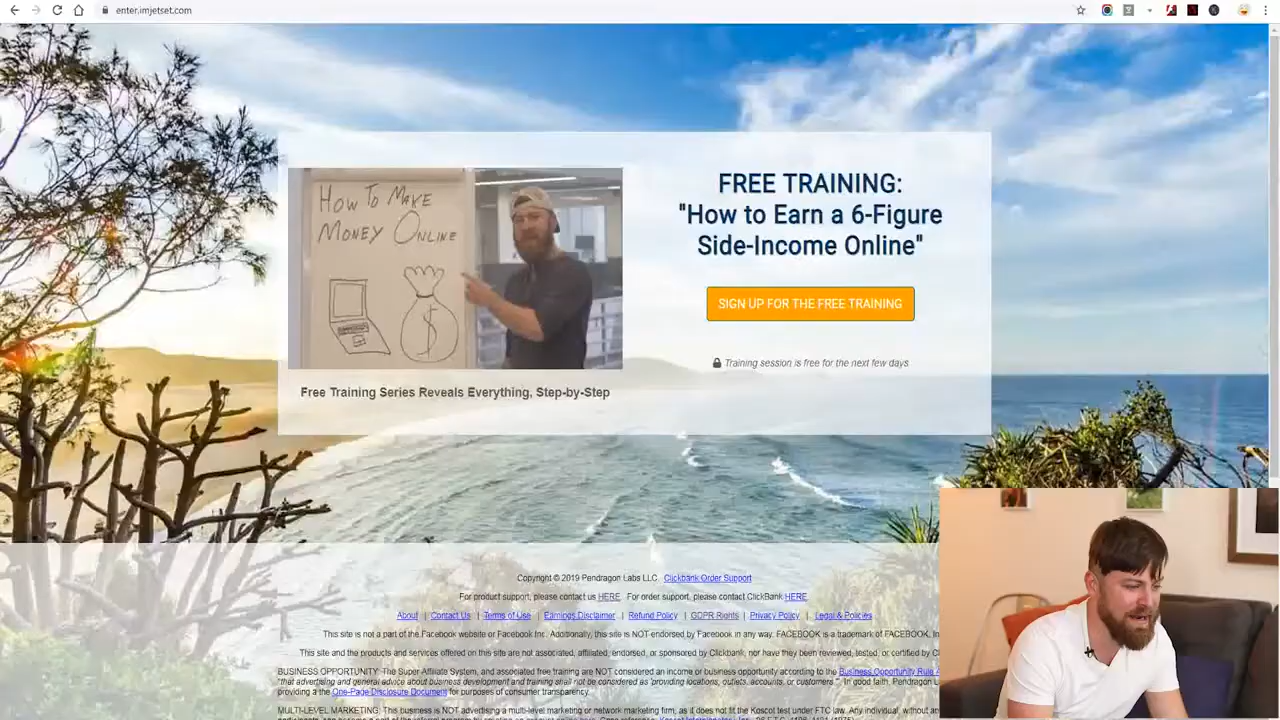 enter.imjetset.com
HOW TO MAKE
MONEY ONLINE
$
FREE TRAINING:
"How to Earn a 6-Figure
Side-Income Online"
SIGN UP FOR THE FREE TRAINING
Training session is free for the next few days
Free Training Series Reveals Everything, Step-by-Step
Copyright © 2019 Pendragon Labs LLC. Clickbank Order Support
For product support, please contact us HERE. For order support, please contact ClickBank HERE.
About | Contact Us | Terms of Use | Earnings Disclaimer | Refund Policy | GDPR Rights | Privacy Policy | Legal & Policies
This site is not a part of the Facebook website or Facebook Inc. Additionally, this site is NOT endorsed by Facebook in any way. FACEBOOK is a trademark of FACEBOOK,
This site and the products and services offered on this site are not associated, affiliated, endorsed, or sponsored by Clickbank, nor have they been reviewed, tested, or certified by
BUSINESS OPPORTUNITY: The Super Affiliate System, and associated free training are NOT considered an income or business opportunity according to the Business Opportunity Rule
"that advertising and general advice about business development and training shall not be considered as 'providing locations, outlets, accounts, or customers'". In good faith, Pendragon
providing a the One-Page Disclosure Document for purposes of consumer transparency.
MULTI-LEVEL MARKETING: This business is NOT advertising a multi-level marketing or network marketing firm, as it does not fit the Koscot test under FTC law. Any individual, without